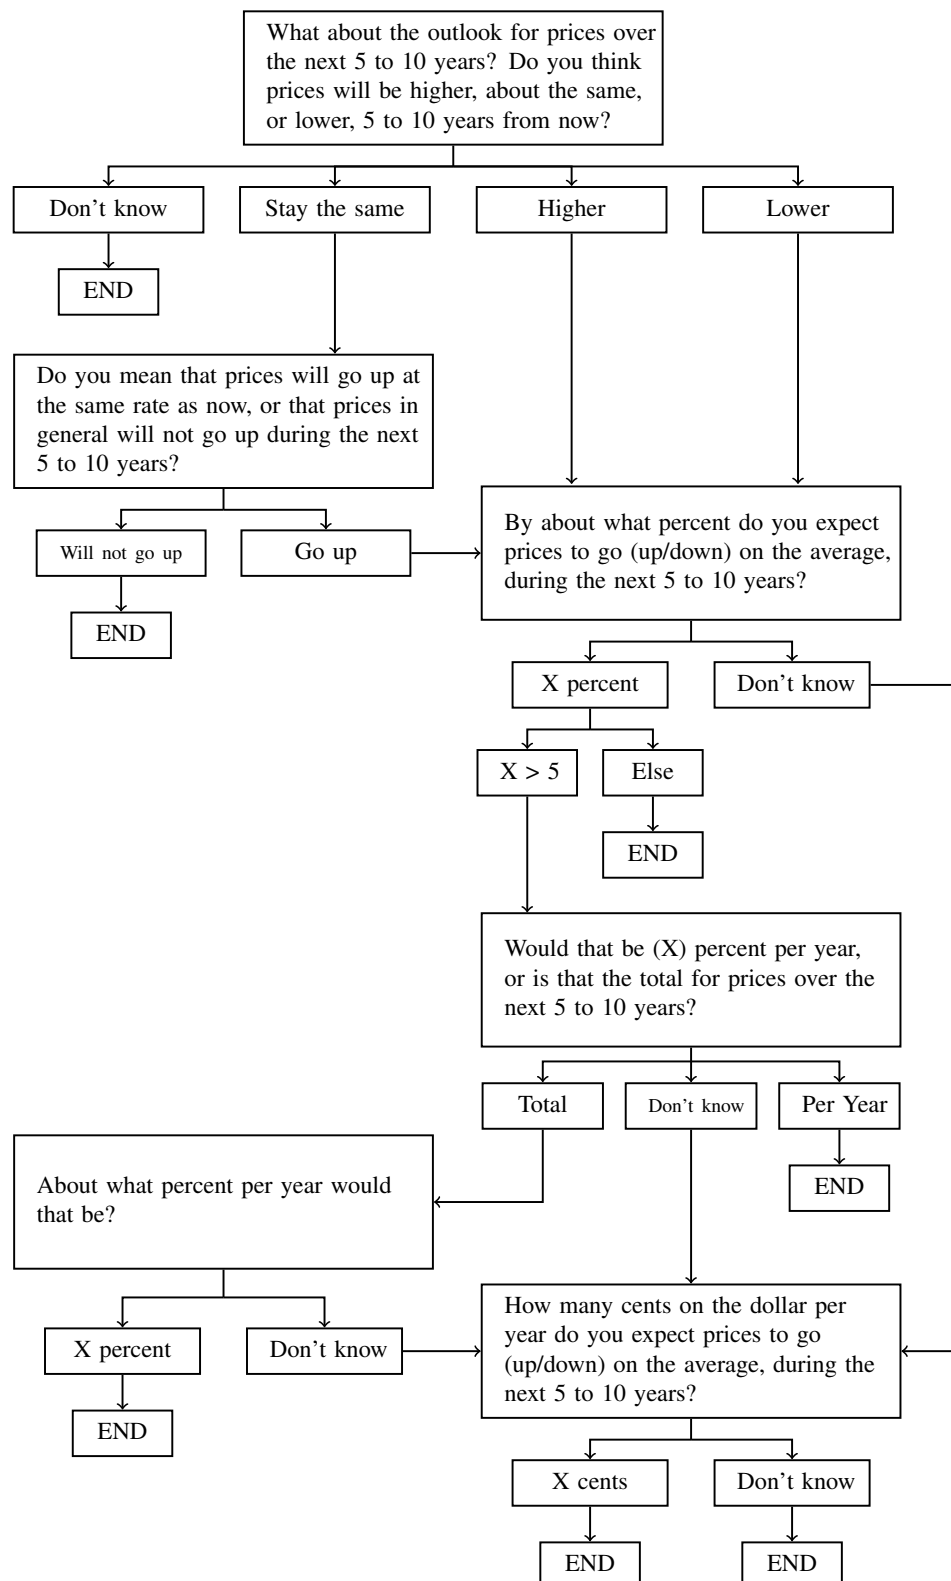 What about the outlook for prices over
the next 5 to 10 years? Do you think
prices will be higher, about the same,
or lower, 5 to 10 years from now?
Don't know
Stay the same
Higher
Lower
END
Do you mean that prices will go up at
the same rate as now, or that prices in
general will not go up during the next
5 to 10 years?
Will not go up
Go up
END
By about what percent do you expect
prices to go (up/down) on the average,
during the next 5 to 10 years?
X percent
Don't know
X > 5
Else
END
Would that be (X) percent per year,
or is that the total for prices over the
next 5 to 10 years?
Total
Don't know
Per Year
END
About what percent per year would
that be?
X percent
Don't know
END
How many cents on the dollar per
year do you expect prices to go
(up/down) on the average, during the
next 5 to 10 years?
X cents
Don't know
END
END